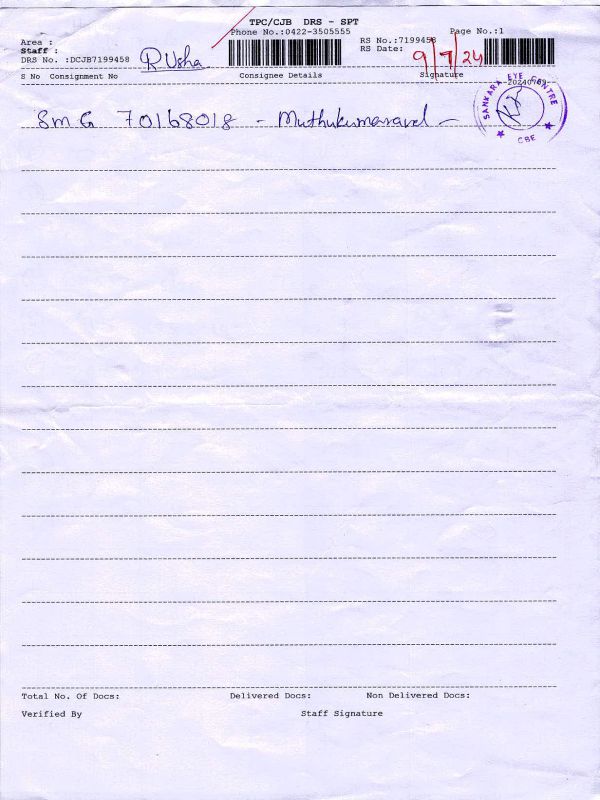 TPC/CJB DRS - SPT
Phone No.:0422-3505555
Page No.:1
Area :
Staff : R Usha
RS No.:7199458
RS Date: 9/7/24
DRS No. :DCJB7199458
S No Consignment No Consignee Details Signature
SMG 70168018 - Muthukumaravel -
SANKARA EYE CENTRE
CBE
Total No. Of Docs: Delivered Docs: Non Delivered Docs:
Verified By Staff Signature